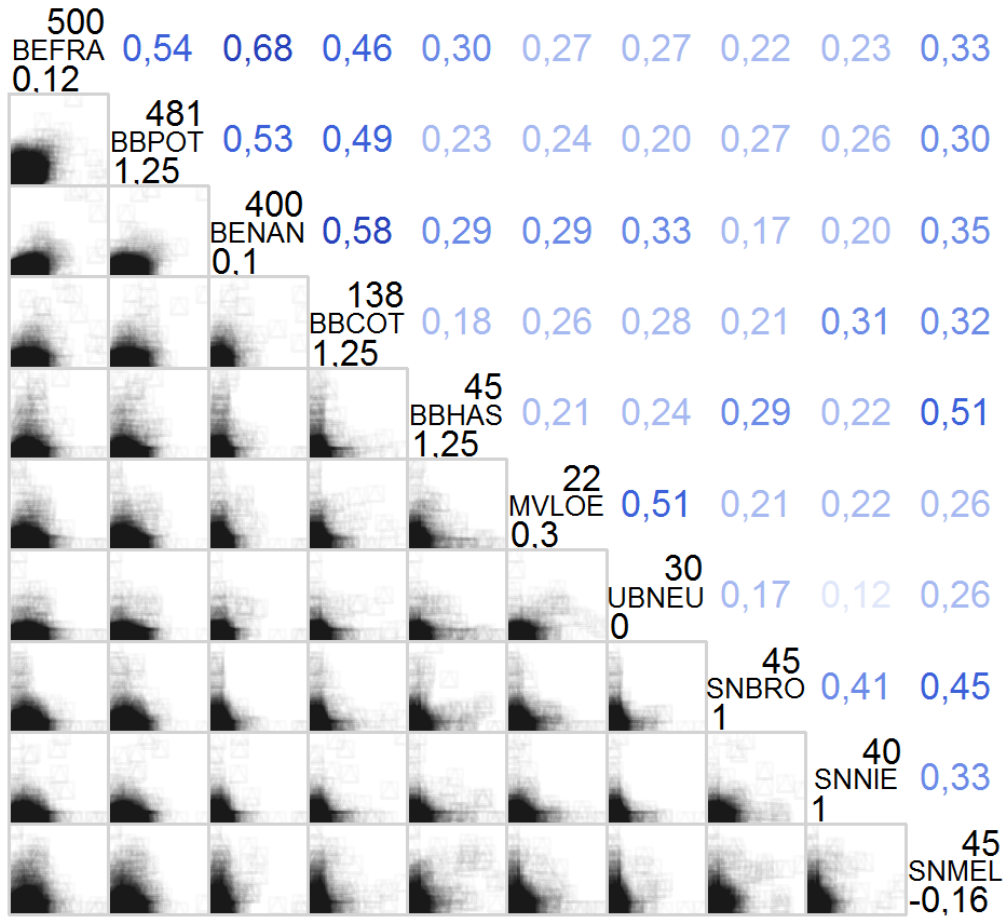 500
BEFRA 0,54 0,68 0,46 0,30 0,27 0,27 0,22 0,23 0,33
0,12
481
BBPOT 0,53 0,49 0,23 0,24 0,20 0,27 0,26 0,30
1,25
400
BENAN 0,58 0,29 0,29 0,33 0,17 0,20 0,35
0,1
138
BBCOT 0,18 0,26 0,28 0,21 0,31 0,32
1,25
45
BBHAS 0,21 0,24 0,29 0,22 0,51
1,25
22
MVLOE 0,51 0,21 0,22 0,26
0,3
30
UBNEU 0,17 0,12 0,26
0
45
SNBRO 0,41 0,45
1
40
SNNIE 0,33
1
45
SNMEL
-0,16